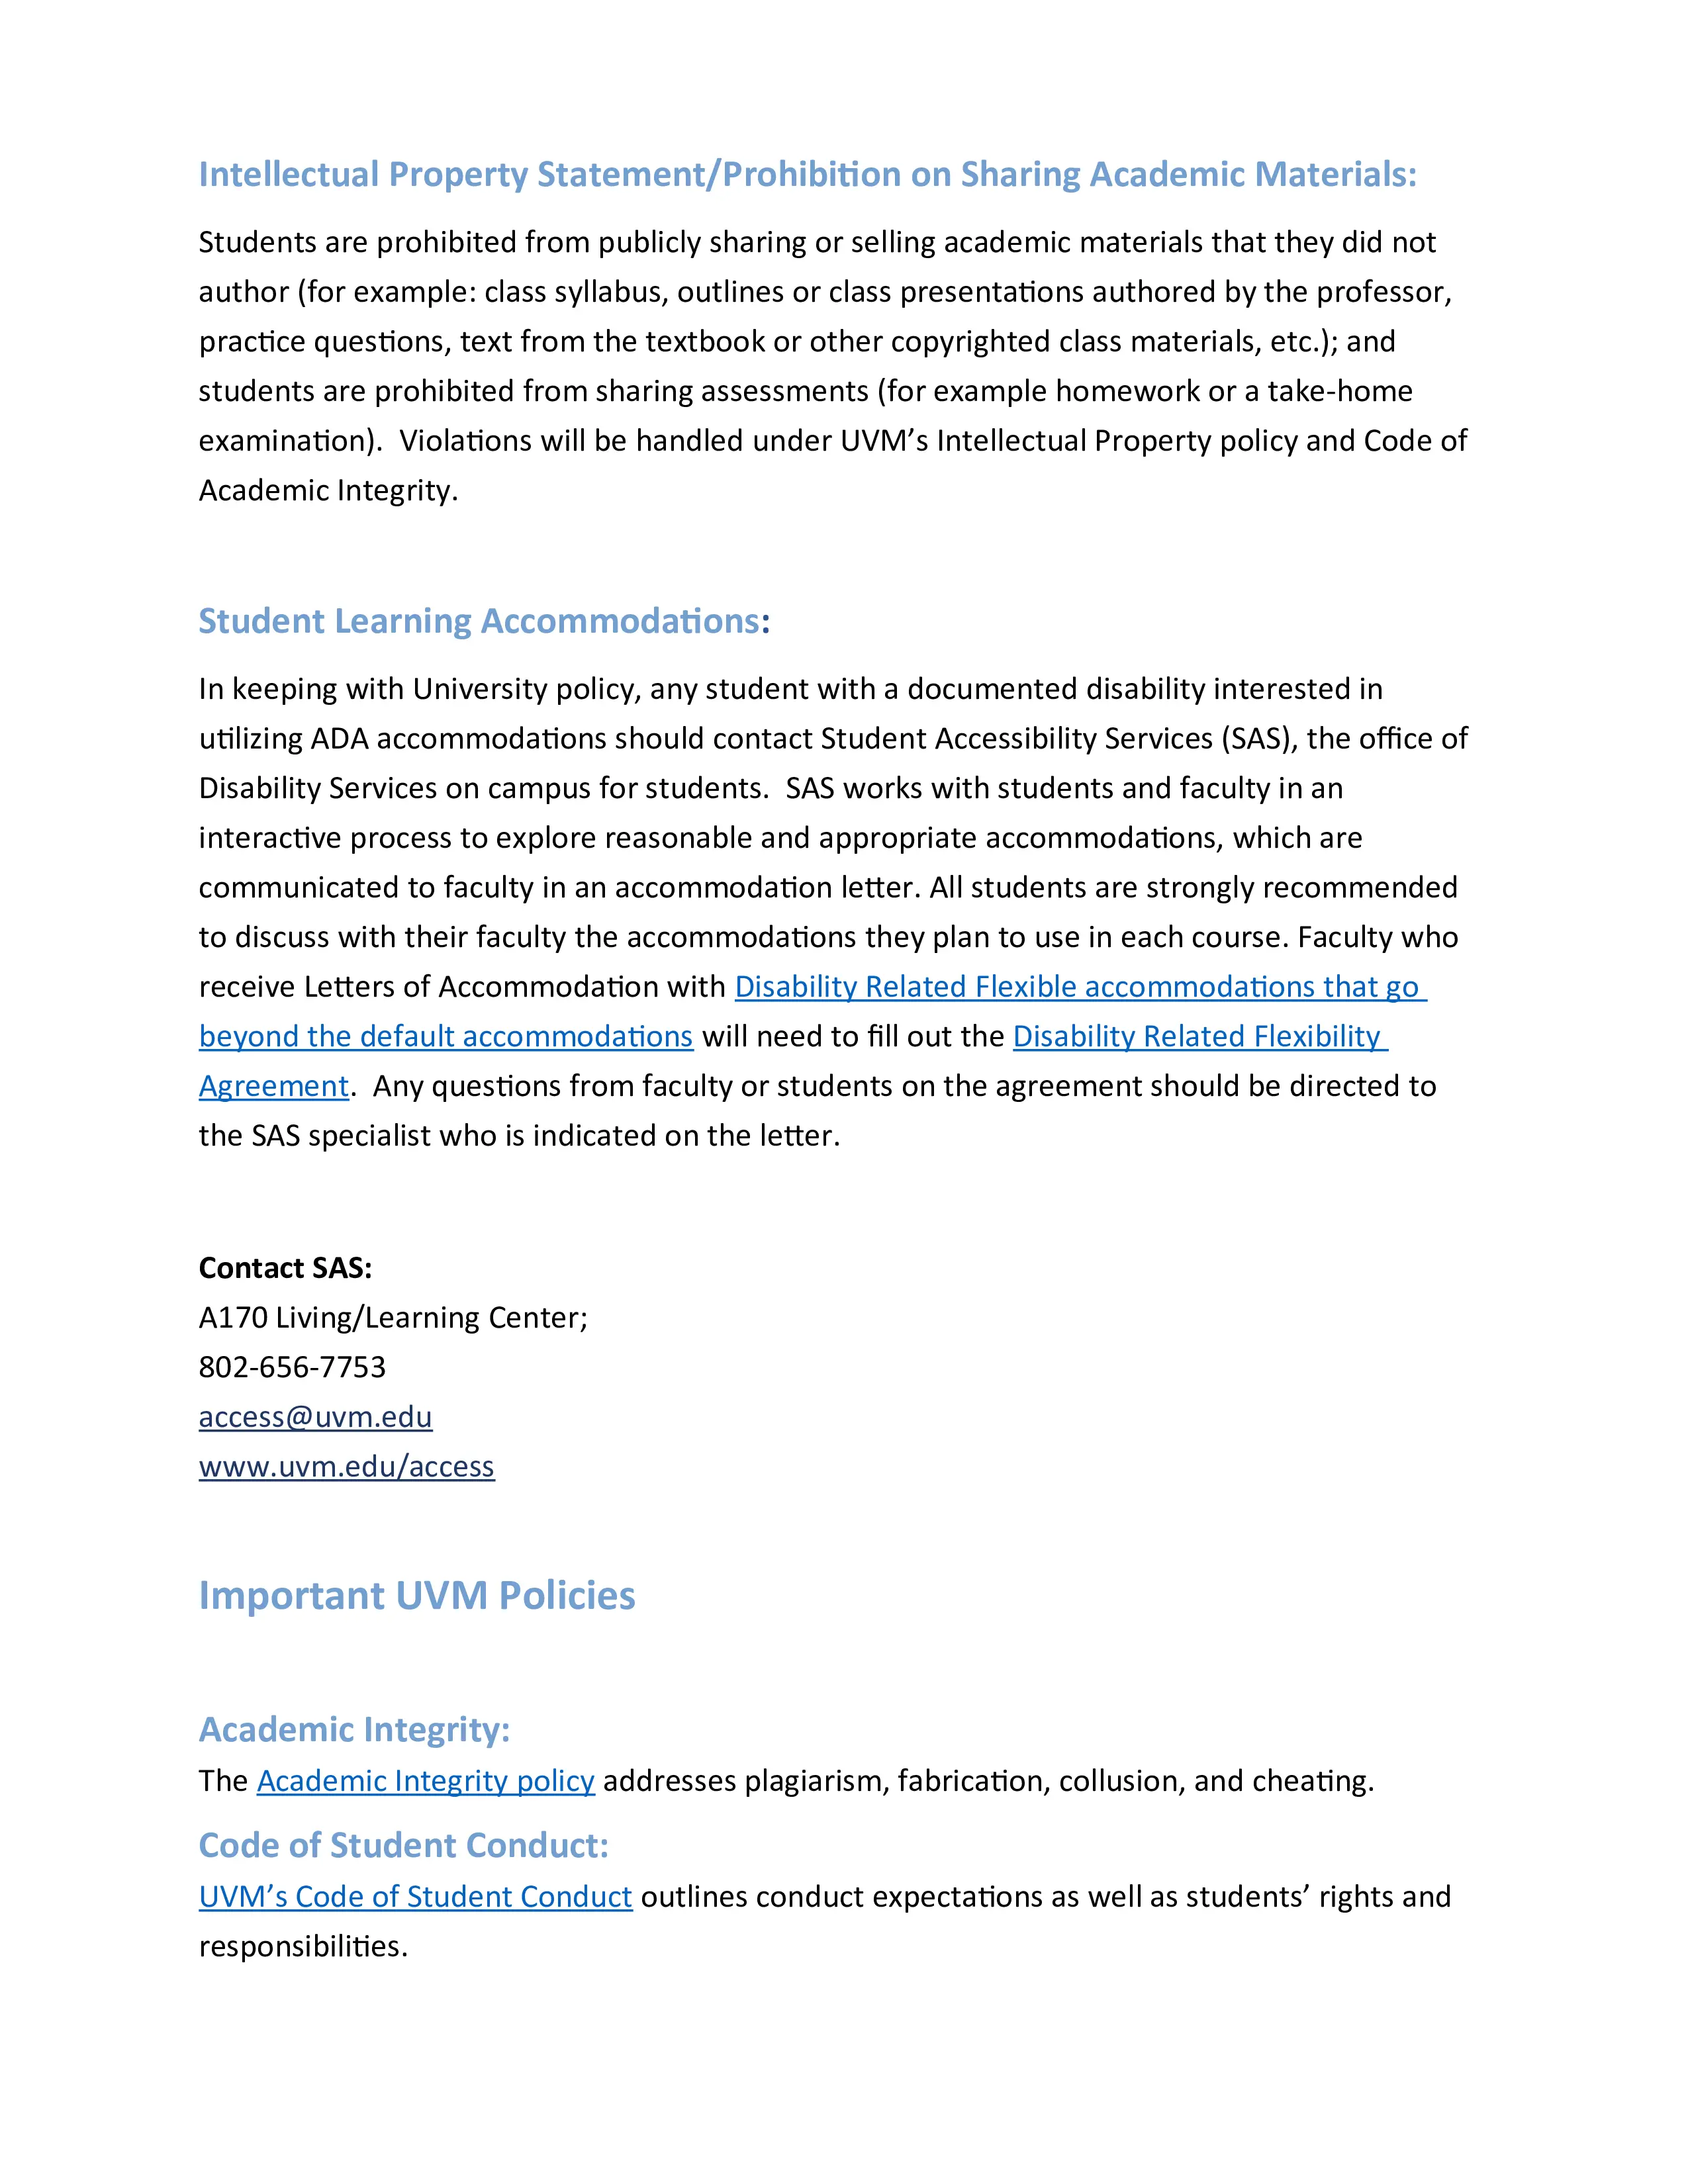 Intellectual Property Statement/Prohibition on Sharing Academic Materials:
Students are prohibited from publicly sharing or selling academic materials that they did not
author (for example: class syllabus, outlines or class presentations authored by the professor,
practice questions, text from the textbook or other copyrighted class materials, etc.); and
students are prohibited from sharing assessments (for example homework or a take-home
examination).  Violations will be handled under UVM’s Intellectual Property policy and Code of
Academic Integrity.
Student Learning Accommodations:
In keeping with University policy, any student with a documented disability interested in
utilizing ADA accommodations should contact Student Accessibility Services (SAS), the office of
Disability Services on campus for students.  SAS works with students and faculty in an
interactive process to explore reasonable and appropriate accommodations, which are
communicated to faculty in an accommodation letter. All students are strongly recommended
to discuss with their faculty the accommodations they plan to use in each course. Faculty who
receive Letters of Accommodation with Disability Related Flexible accommodations that go
beyond the default accommodations will need to fill out the Disability Related Flexibility
Agreement.  Any questions from faculty or students on the agreement should be directed to
the SAS specialist who is indicated on the letter.
Contact SAS:
A170 Living/Learning Center;
802-656-7753
access@uvm.edu
www.uvm.edu/access
Important UVM Policies
Academic Integrity:
The Academic Integrity policy addresses plagiarism, fabrication, collusion, and cheating.
Code of Student Conduct:
UVM’s Code of Student Conduct outlines conduct expectations as well as students’ rights and
responsibilities.